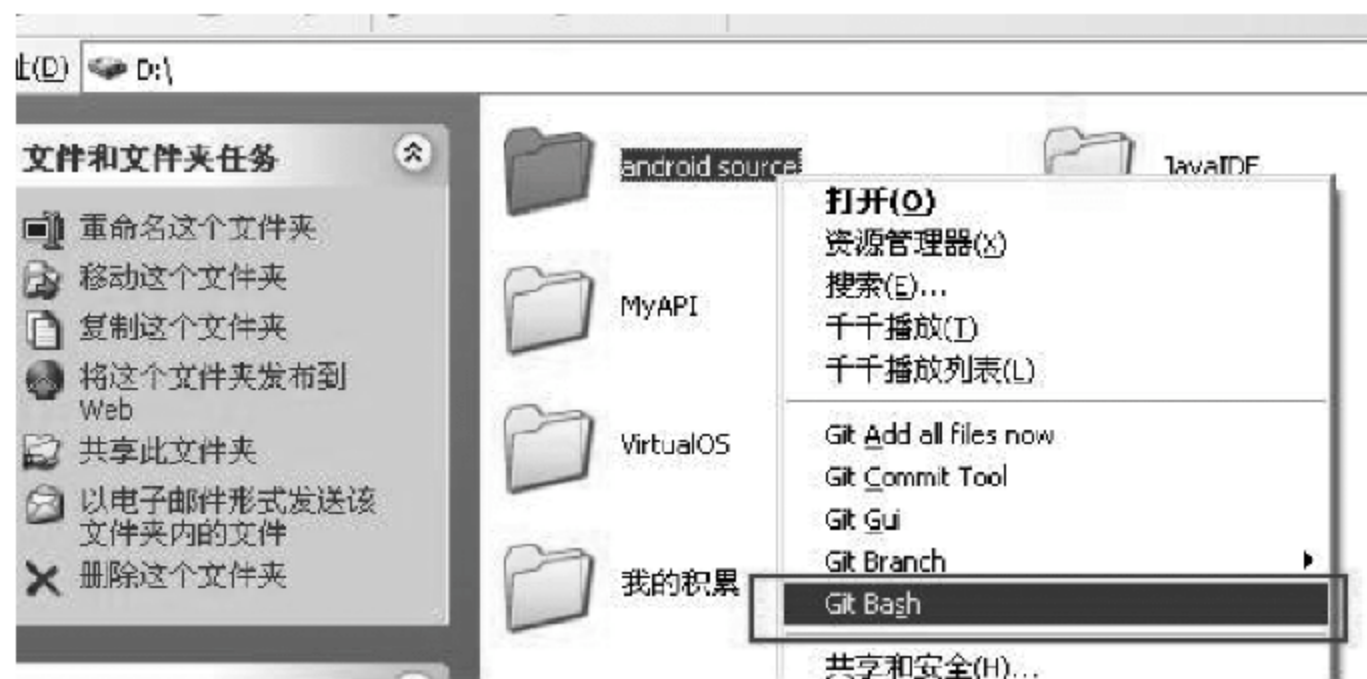 址(D) D:\
文件和文件夹任务
重命名这个文件夹
移动这个文件夹
复制这个文件夹
将这个文件夹发布到
Web
共享此文件夹
以电子邮件形式发送该
文件夹内的文件
删除这个文件夹
android source
JavaIDE
MyAPI
VirtualOS
我的积累
打开(O)
资源管理器(X)
搜索(E)...
千千播放(T)
千千播放列表(L)
Git Add all files now
Git Commit Tool
Git Gui
Git Branch
Git Bash
共享和安全(H)...